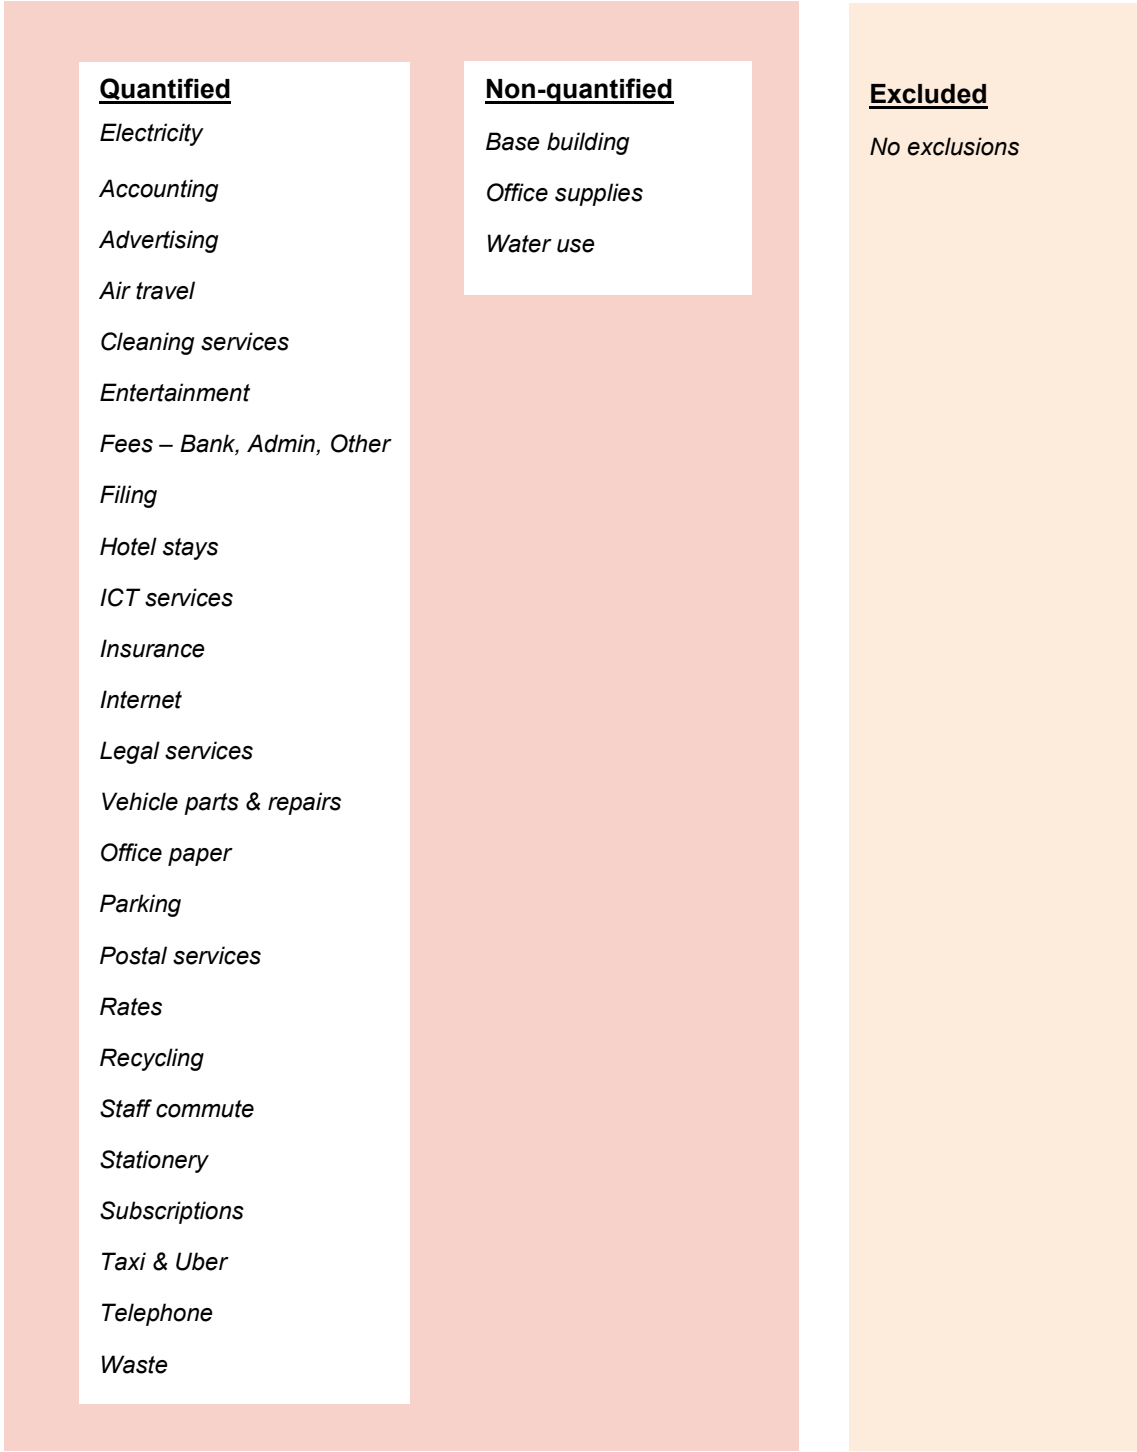 Quantified
Electricity
Accounting
Advertising
Air travel
Cleaning services
Entertainment
Fees – Bank, Admin, Other
Filing
Hotel stays
ICT services
Insurance
Internet
Legal services
Vehicle parts & repairs
Office paper
Parking
Postal services
Rates
Recycling
Staff commute
Stationery
Subscriptions
Taxi & Uber
Telephone
Waste
Non-quantified
Base building
Office supplies
Water use
Excluded
No exclusions